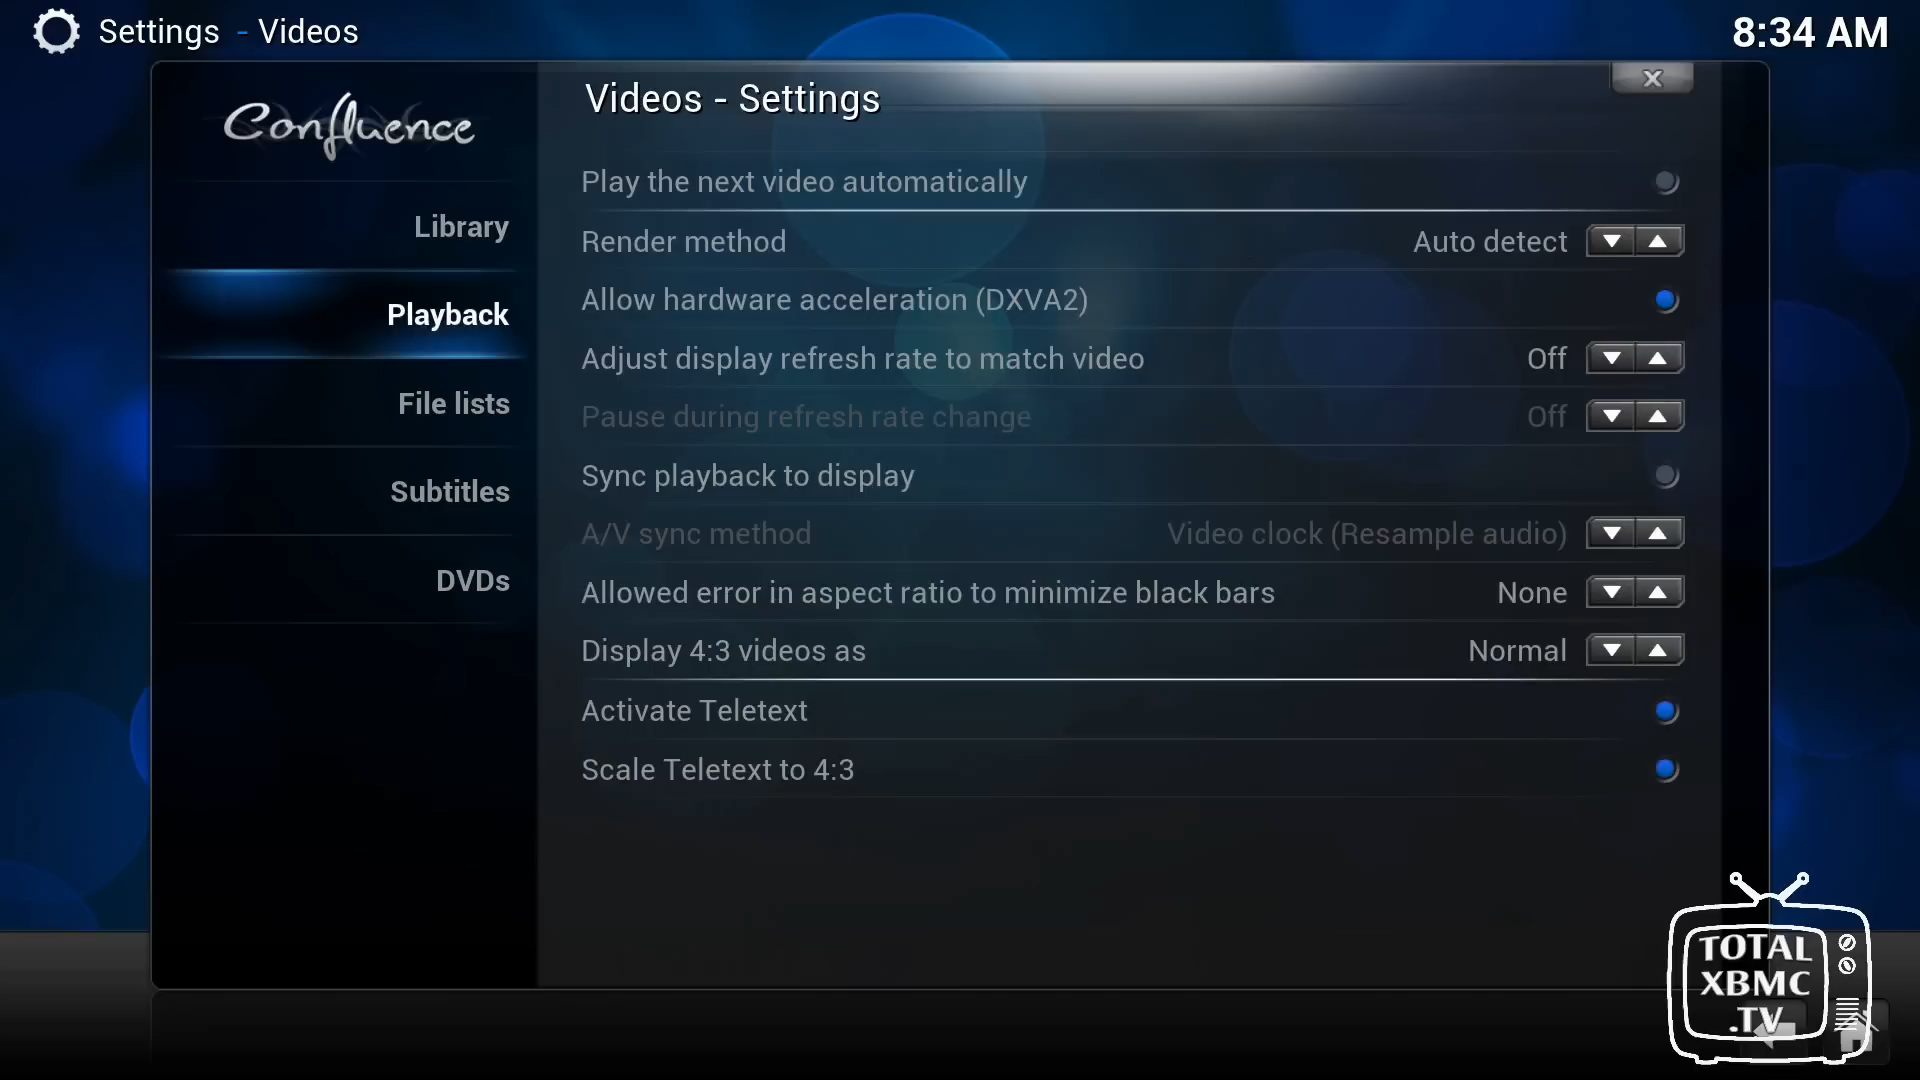 Settings - Videos
8:34 AM
Confluence
Videos - Settings
X
Library
Playback
File lists
Subtitles
DVDs
Play the next video automatically
Render method Auto detect
Allow hardware acceleration (DXVA2)
Adjust display refresh rate to match video Off
Pause during refresh rate change Off
Sync playback to display
A/V sync method Video clock (Resample audio)
Allowed error in aspect ratio to minimize black bars None
Display 4:3 videos as Normal
Activate Teletext
Scale Teletext to 4:3
TOTAL
XBMC
.TV